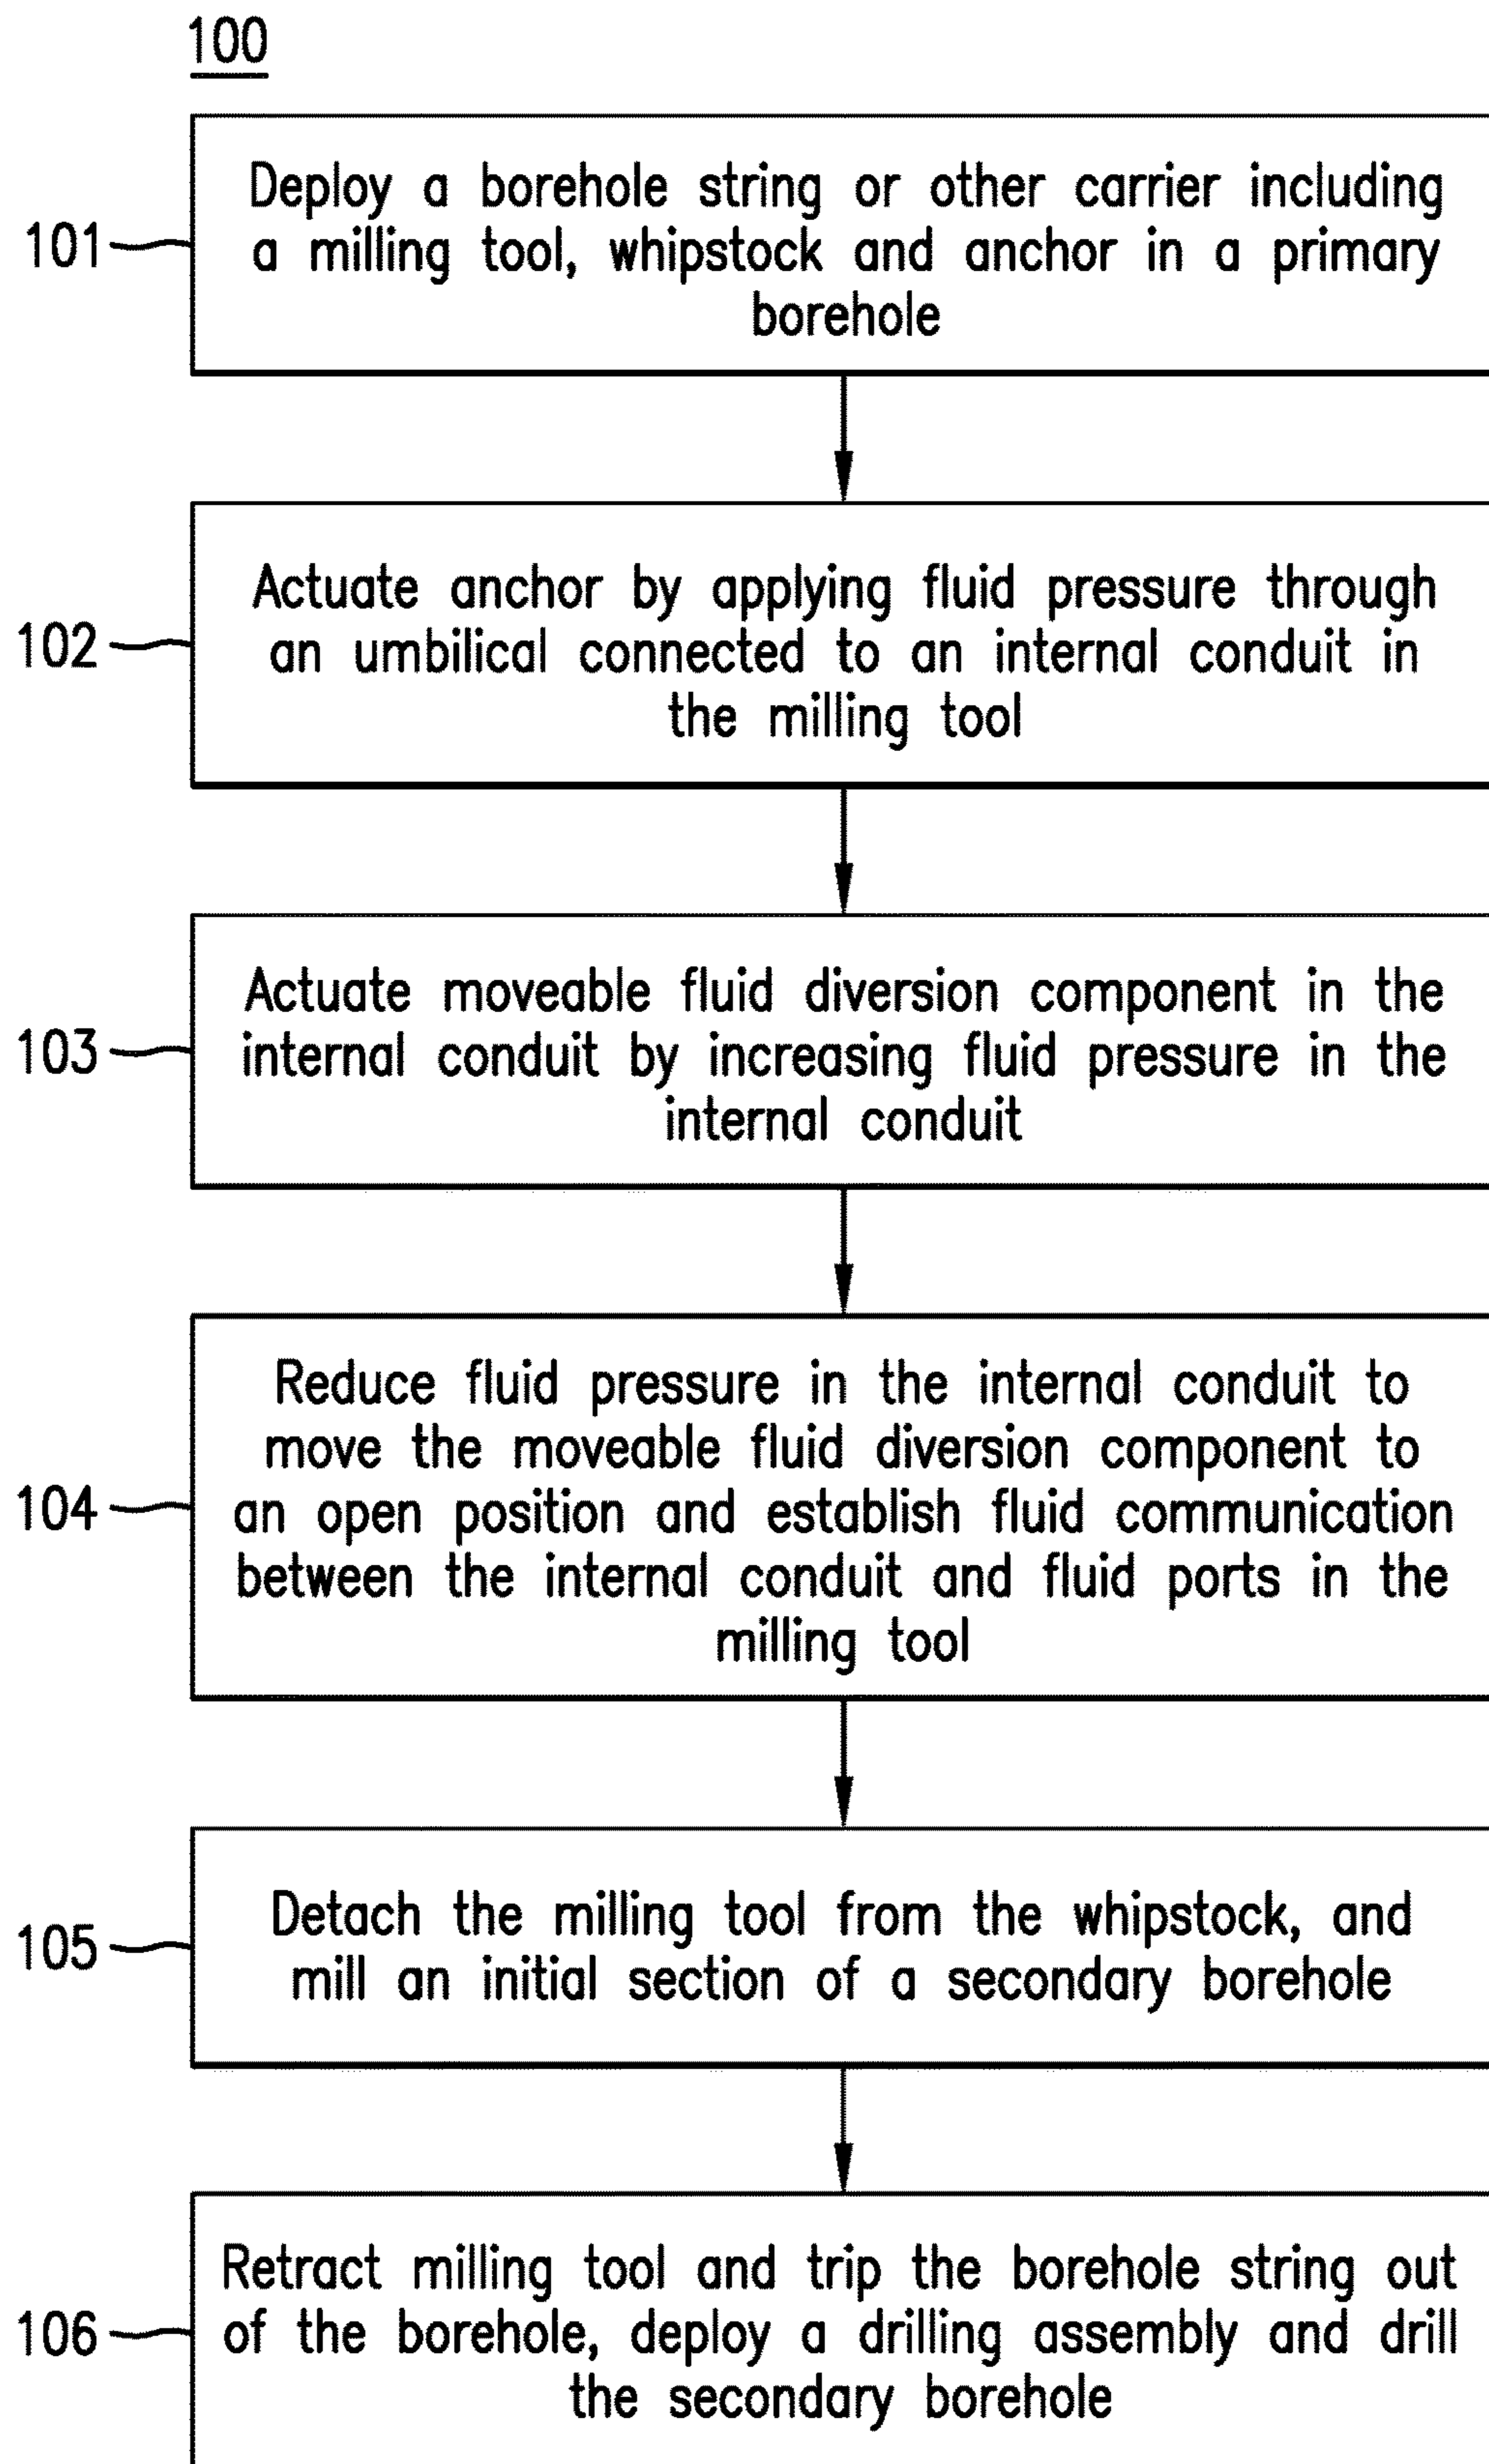 100
101
Deploy a borehole string or other carrier including
a milling tool, whipstock and anchor in a primary
borehole
102
Actuate anchor by applying fluid pressure through
an umbilical connected to an internal conduit in
the milling tool
103
Actuate moveable fluid diversion component in the
internal conduit by increasing fluid pressure in the
internal conduit
104
Reduce fluid pressure in the internal conduit to
move the moveable fluid diversion component to
an open position and establish fluid communication
between the internal conduit and fluid ports in the
milling tool
105
Detach the milling tool from the whipstock, and
mill an initial section of a secondary borehole
106
Retract milling tool and trip the borehole string out
of the borehole, deploy a drilling assembly and drill
the secondary borehole